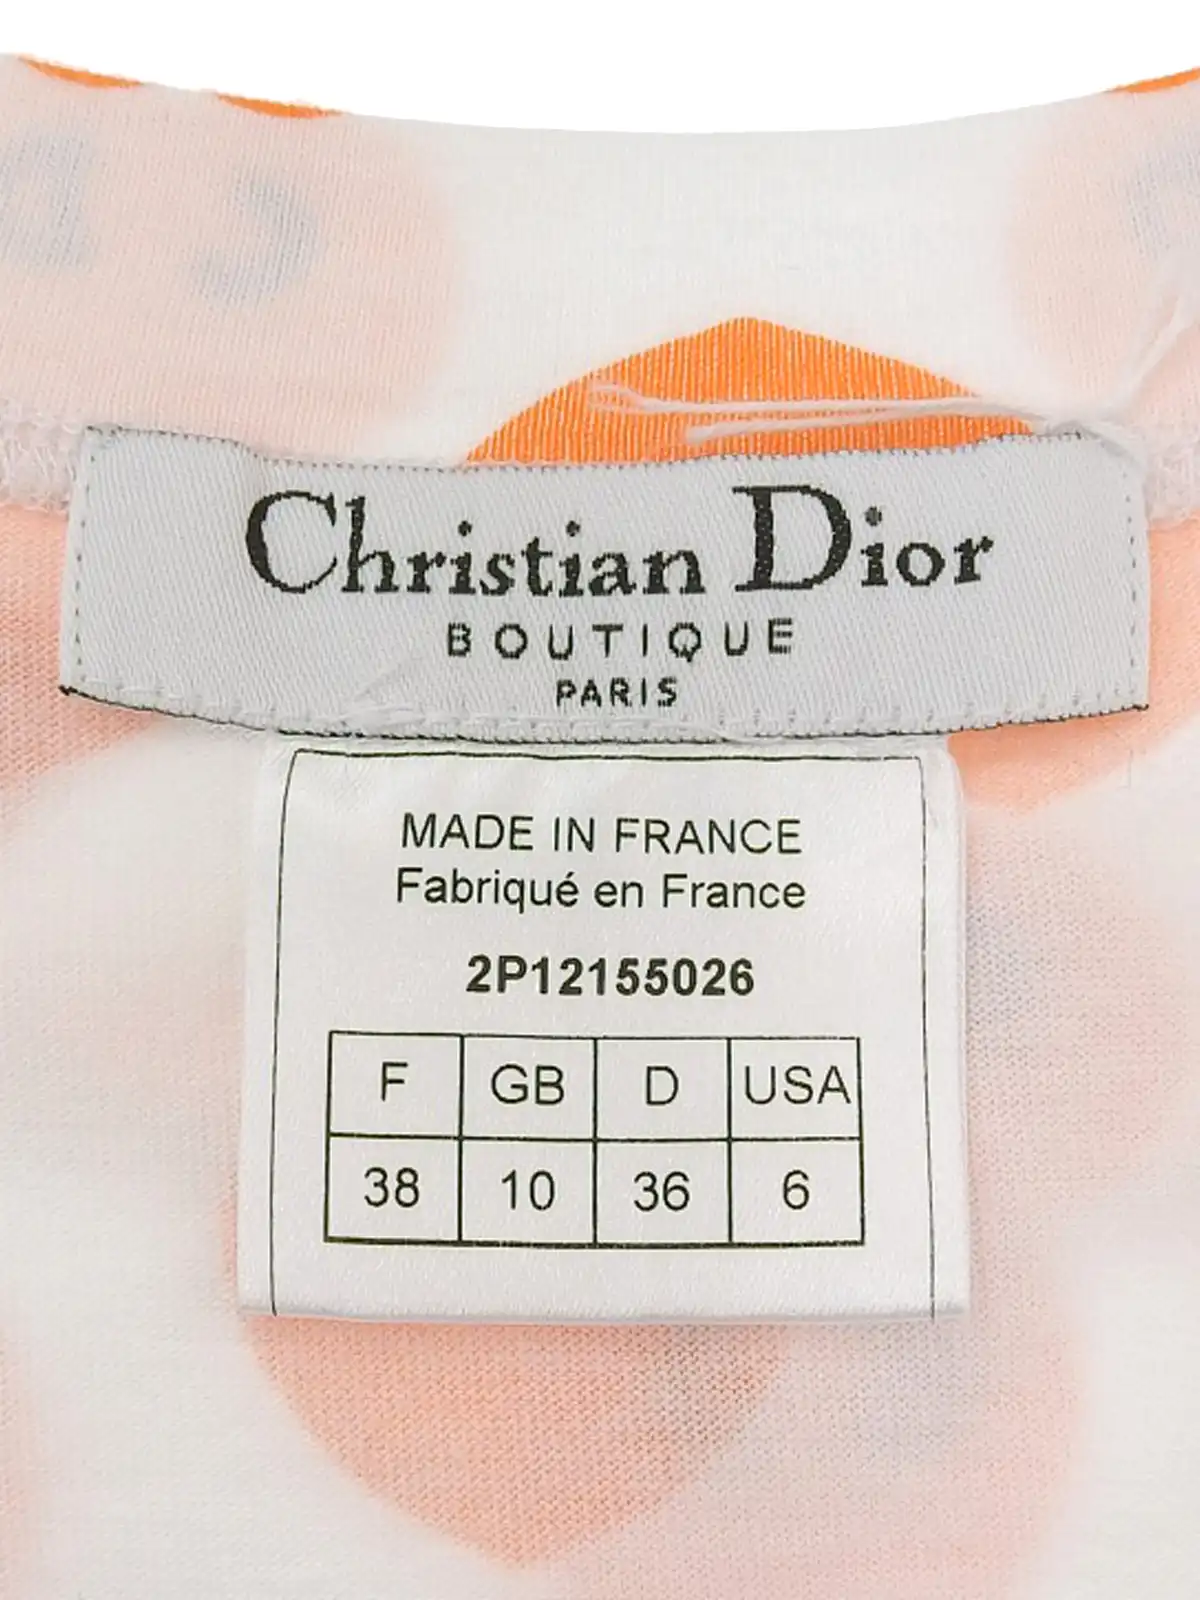 Christian Dior
BOUTIQUE
PARIS
MADE IN FRANCE
Fabriqué en France
2P12155026
F GB D USA
38 10 36 6